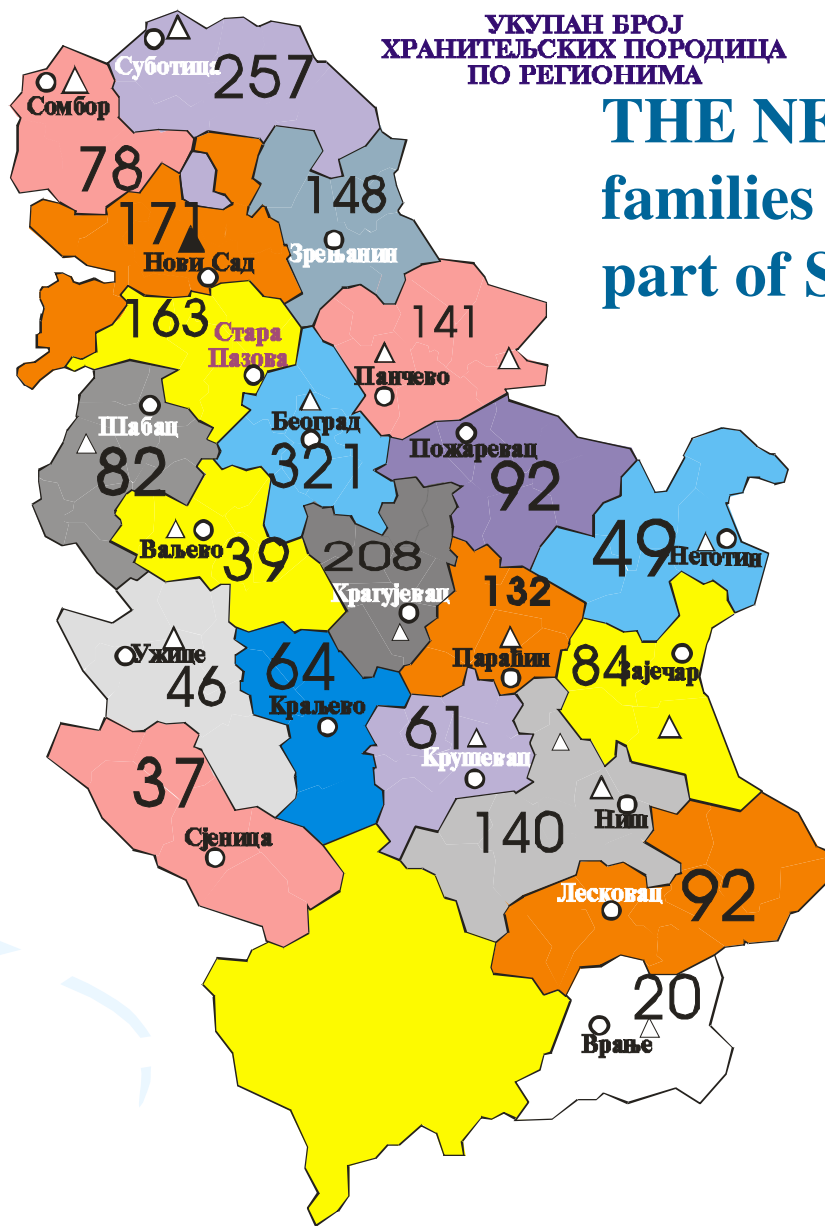 УКУПАН БРОЈ
ХРАНИТЕЉСКИХ ПОРОДИЦА
ПО РЕГИОНИМА
THE NE
families
part of S
Суботица
257
Сомбор
78
148
171
Зрењанин
Нови Сад
163
Стара
Пазова
141
Панчево
Шабац
82
Београд
321
Пожаревац
92
Ваљево
39
208
Крагујевац
49
Неготин
132
Параћин
84
Зајечар
Ужице
46
64
Краљево
61
Крушевац
37
Сјеница
140
Ниш
Лесковац
92
20
Врање